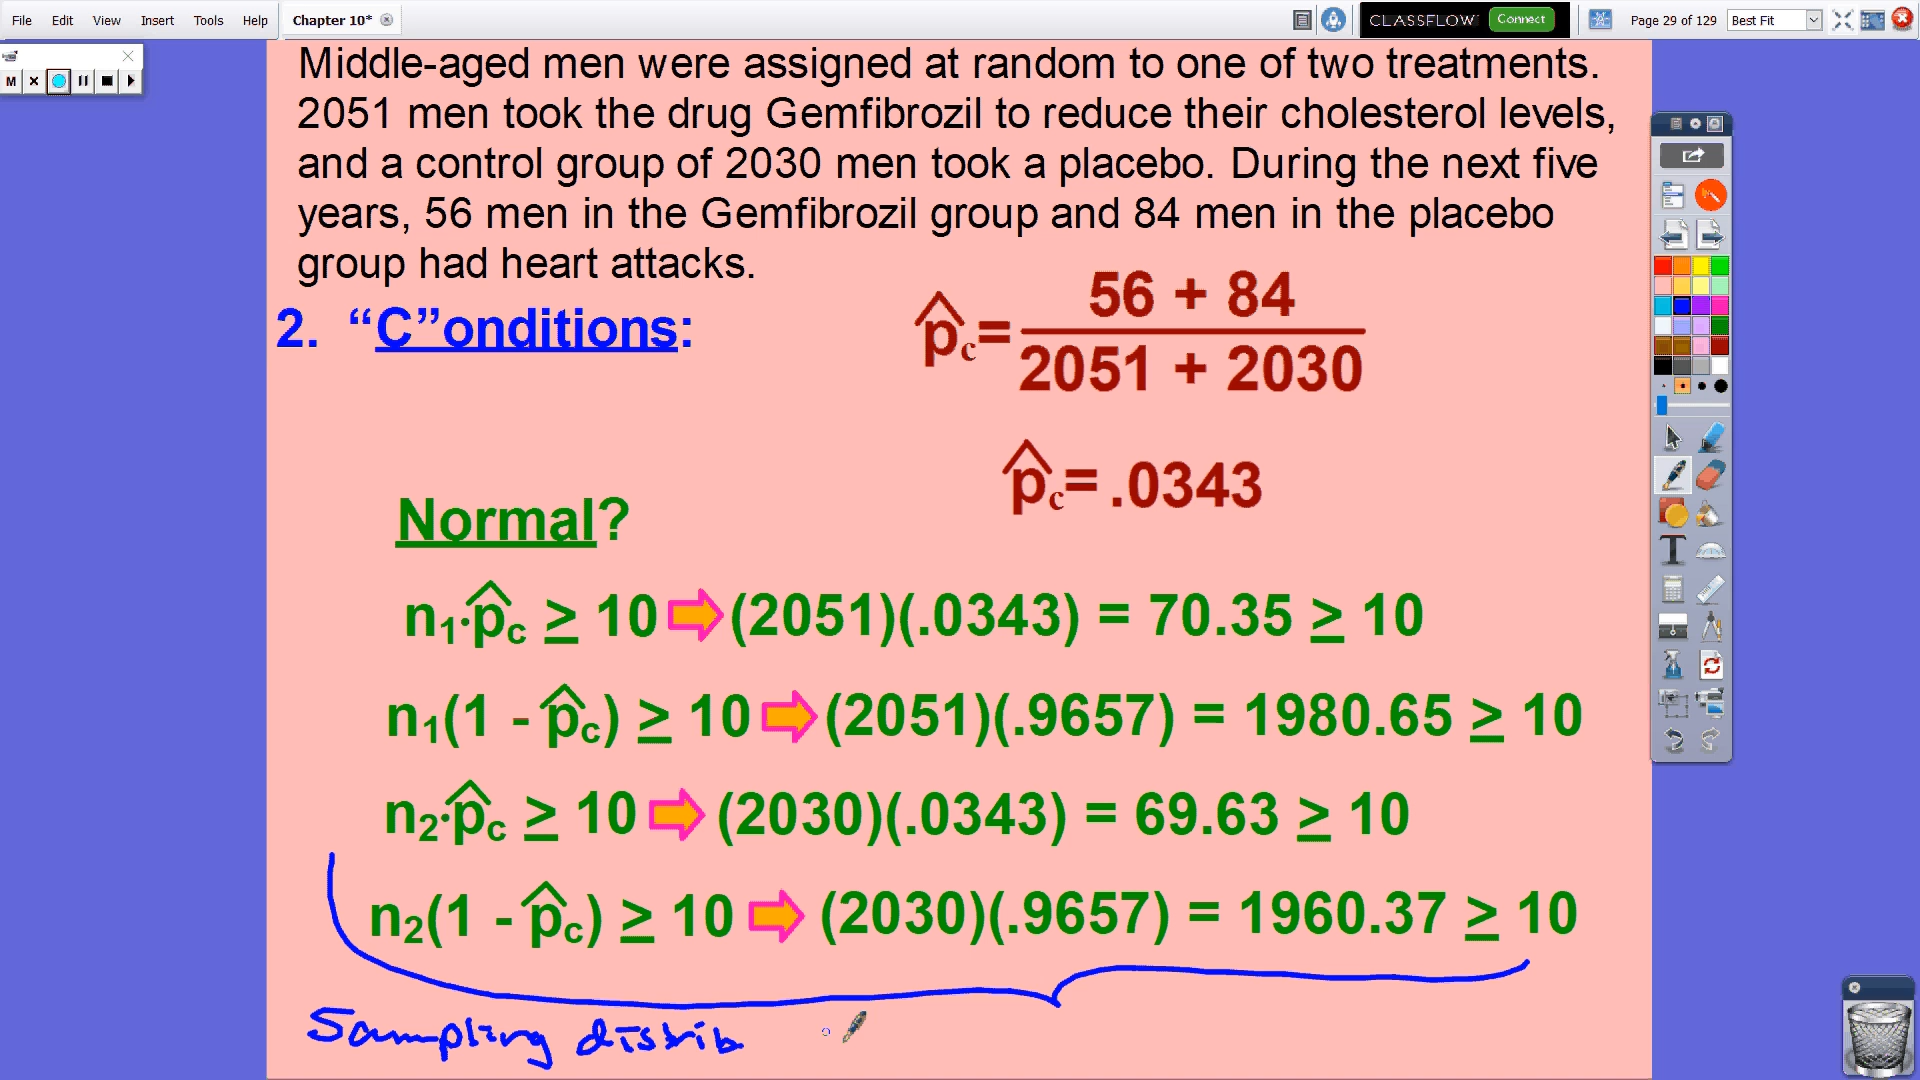 File Edit View Insert Tools Help Chapter 10* CLASSFLOW Connect Page 29 of 129 Best Fit
M
Middle-aged men were assigned at random to one of two treatments.
2051 men took the drug Gemfibrozil to reduce their cholesterol levels,
and a control group of 2030 men took a placebo. During the next five
years, 56 men in the Gemfibrozil group and 84 men in the placebo
group had heart attacks.
2. “C”onditions:
p̂c = (56 + 84) / (2051 + 2030)
p̂c = .0343
Normal?
n₁·p̂c ≥ 10 ⇨ (2051)(.0343) = 70.35 ≥ 10
n₁(1 - p̂c) ≥ 10 ⇨ (2051)(.9657) = 1980.65 ≥ 10
n₂·p̂c ≥ 10 ⇨ (2030)(.0343) = 69.63 ≥ 10
n₂(1 - p̂c) ≥ 10 ⇨ (2030)(.9657) = 1960.37 ≥ 10
Sampling distrib